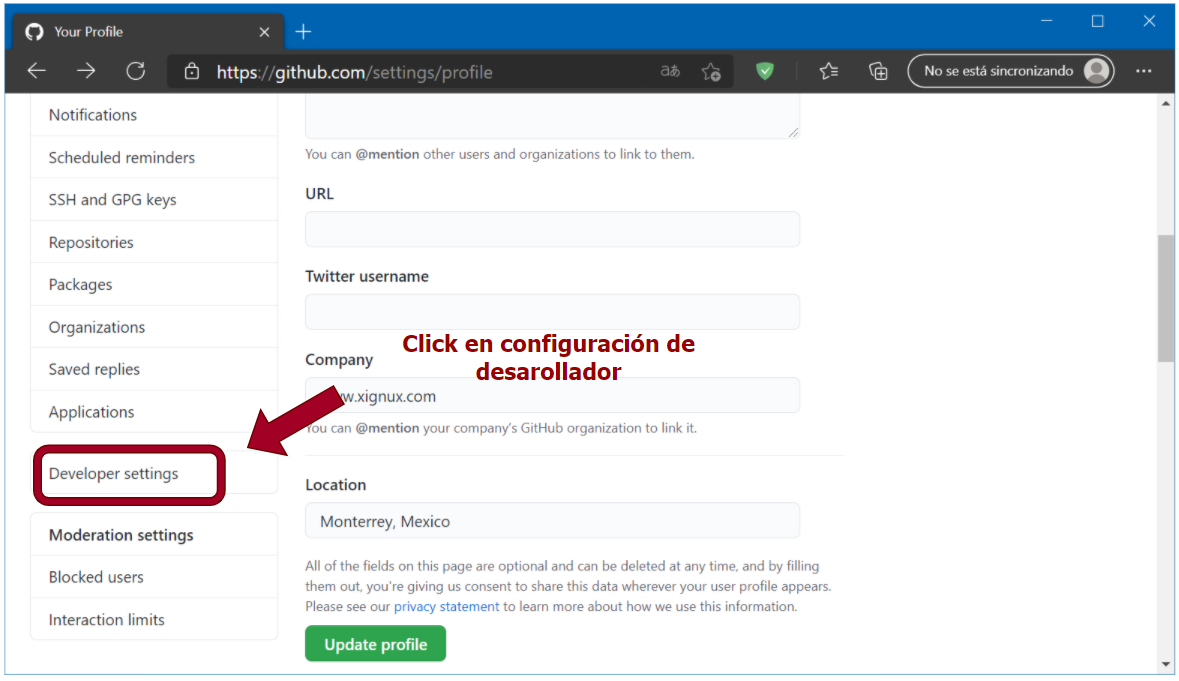 Your Profile
https://github.com/settings/profile
aあ
No se está sincronizando
Notifications
Scheduled reminders
SSH and GPG keys
Repositories
Packages
Organizations
Saved replies
Applications
Developer settings
Moderation settings
Blocked users
Interaction limits
You can @mention other users and organizations to link to them.
URL
Twitter username
Click en configuración de
desarollador
Company
w.xignux.com
You can @mention your company's GitHub organization to link it.
Location
Monterrey, Mexico
All of the fields on this page are optional and can be deleted at any time, and by filling
them out, you're giving us consent to share this data wherever your user profile appears.
Please see our privacy statement to learn more about how we use this information.
Update profile